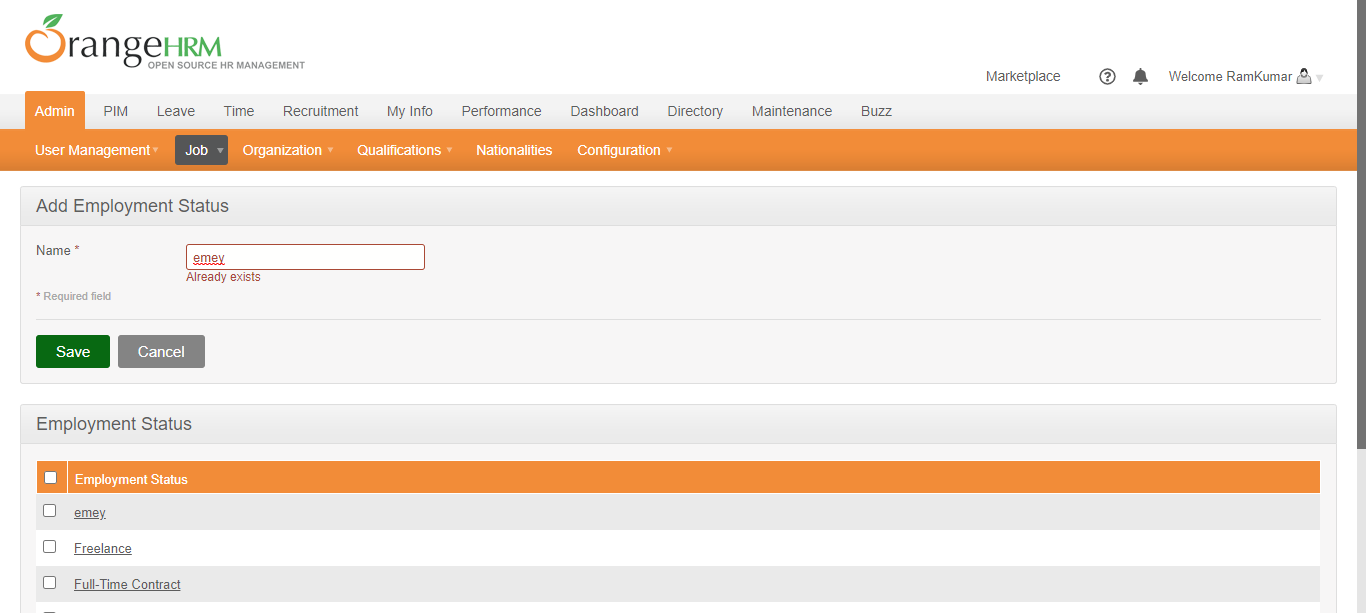 OrangeHRM
OPEN SOURCE HR MANAGEMENT
Marketplace ? Welcome RamKumar
Admin PIM Leave Time Recruitment My Info Performance Dashboard Directory Maintenance Buzz
User Management Job Organization Qualifications Nationalities Configuration
Add Employment Status
Name * emey
Already exists
* Required field
Save Cancel
Employment Status
Employment Status
emey
Freelance
Full-Time Contract